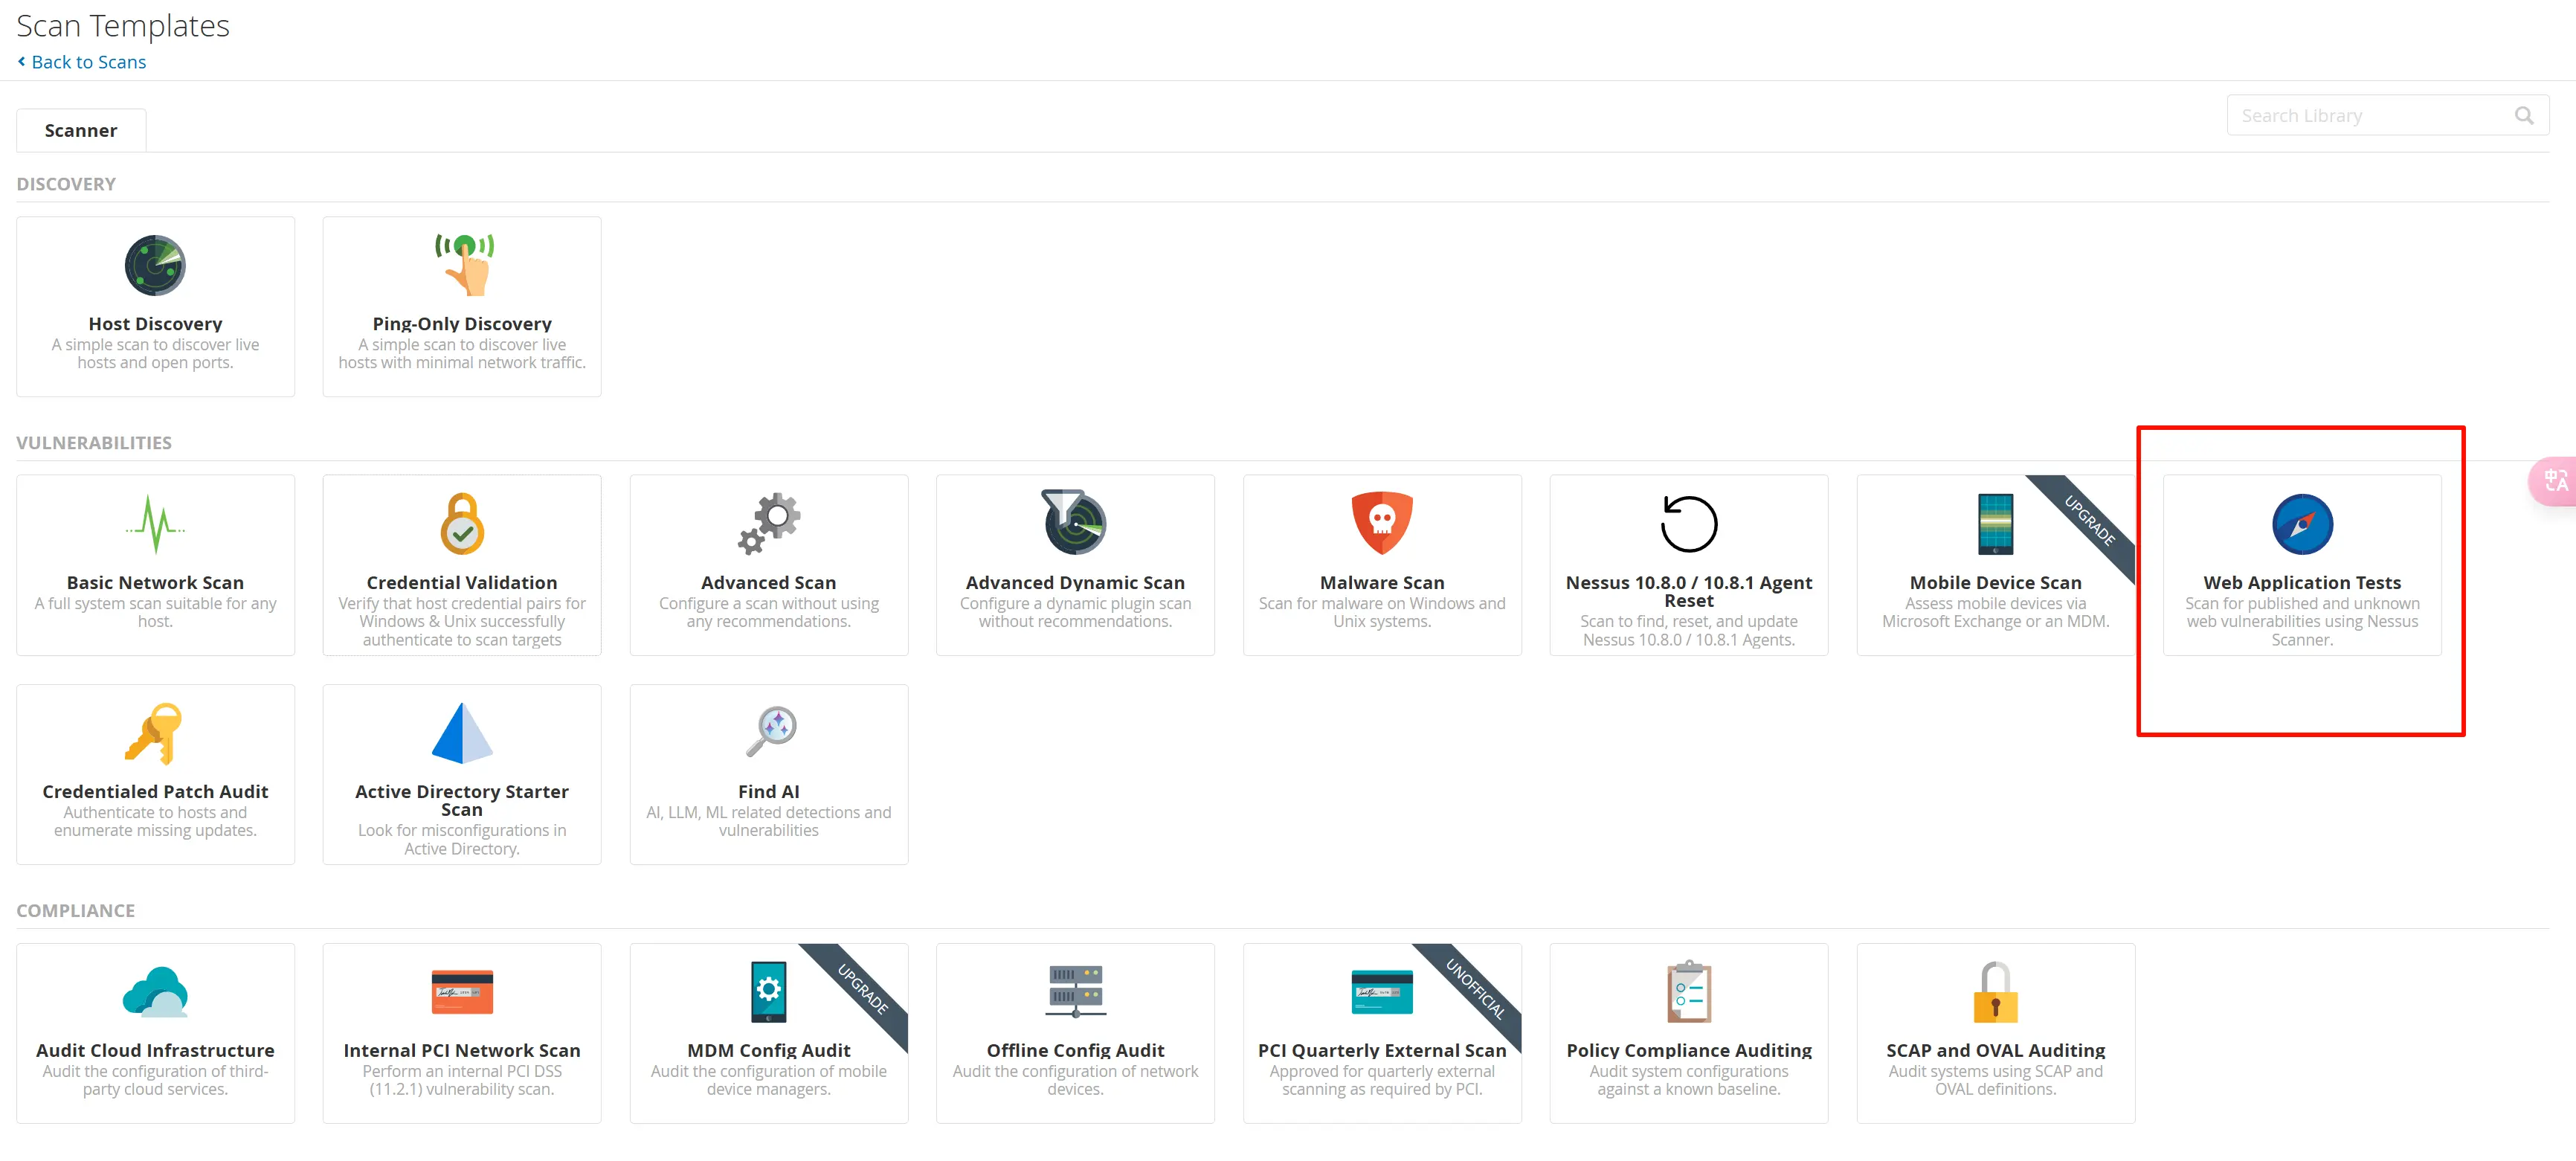 Scan Templates
Back to Scans
Scanner
Search Library
DISCOVERY
Host Discovery
A simple scan to discover live
hosts and open ports.
Ping-Only Discovery
A simple scan to discover live
hosts with minimal network traffic.
VULNERABILITIES
Basic Network Scan
A full system scan suitable for any
host.
Credential Validation
Verify that host credential pairs for
Windows & Unix successfully
authenticate to scan targets
Advanced Scan
Configure a scan without using
any recommendations.
Advanced Dynamic Scan
Configure a dynamic plugin scan
without recommendations.
Malware Scan
Scan for malware on Windows and
Unix systems.
Nessus 10.8.0 / 10.8.1 Agent
Reset
Scan to find, reset, and update
Nessus 10.8.0 / 10.8.1 Agents.
UPGRADE
Mobile Device Scan
Assess mobile devices via
Microsoft Exchange or an MDM.
Web Application Tests
Scan for published and unknown
web vulnerabilities using Nessus
Scanner.
中A
Credentialed Patch Audit
Authenticate to hosts and
enumerate missing updates.
Active Directory Starter
Scan
Look for misconfigurations in
Active Directory.
Find AI
AI, LLM, ML related detections and
vulnerabilities
COMPLIANCE
Audit Cloud Infrastructure
Audit the configuration of third-
party cloud services.
Internal PCI Network Scan
Perform an internal PCI DSS
(11.2.1) vulnerability scan.
UPGRADE
MDM Config Audit
Audit the configuration of mobile
device managers.
Offline Config Audit
Audit the configuration of network
devices.
UNOFFICIAL
PCI Quarterly External Scan
Approved for quarterly external
scanning as required by PCI.
Policy Compliance Auditing
Audit system configurations
against a known baseline.
SCAP and OVAL Auditing
Audit systems using SCAP and
OVAL definitions.